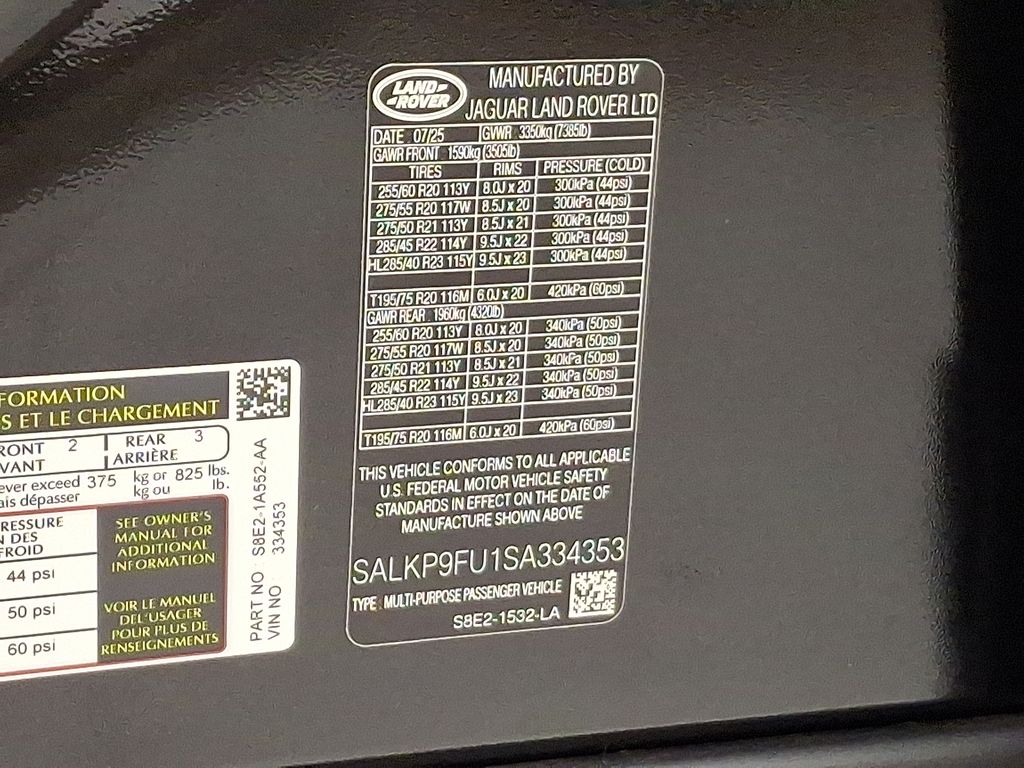 LAND ROVER
MANUFACTURED BY
JAGUAR LAND ROVER LTD
DATE 07/25 GVWR 3350kg (7385lb)
GAWR FRONT 1590kg (3505lb)
TIRES RIMS PRESSURE (COLD)
255/60 R20 113Y 8.0J x 20 300kPa (44psi)
275/55 R20 117W 8.5J x 20 300kPa (44psi)
275/50 R21 113Y 8.5J x 21 300kPa (44psi)
285/45 R22 114Y 9.5J x 22 300kPa (44psi)
HL285/40 R23 115Y 9.5J x 23 300kPa (44psi)
T195/75 R20 116M 6.0J x 20 420kPa (60psi)
GAWR REAR 1960kg (4320lb)
255/60 R20 113Y 8.0J x 20 340kPa (50psi)
275/55 R20 117W 8.5J x 20 340kPa (50psi)
275/50 R21 113Y 8.5J x 21 340kPa (50psi)
285/45 R22 114Y 9.5J x 22 340kPa (50psi)
HL285/40 R23 115Y 9.5J x 23 340kPa (50psi)
T195/75 R20 116M 6.0J x 20 420kPa (60psi)
THIS VEHICLE CONFORMS TO ALL APPLICABLE
U.S. FEDERAL MOTOR VEHICLE SAFETY
STANDARDS IN EFFECT ON THE DATE OF
MANUFACTURE SHOWN ABOVE
SALKP9FU1SA334353
TYPE : MULTI-PURPOSE PASSENGER VEHICLE
S8E2-1532-LA
FORMATION
S ET LE CHARGEMENT
RONT 2 REAR 3
VANT ARRIÈRE
ever exceed 375 kg or 825 lbs.
ais dépasser kg ou lb.
RESSURE
N DES
FROID
44 psi
50 psi
60 psi
SEE OWNER'S
MANUAL FOR
ADDITIONAL
INFORMATION
VOIR LE MANUEL
DE L'USAGER
POUR PLUS DE
RENSEIGNEMENTS
PART NO : S8E2-1A552-AA
VIN NO : 334353